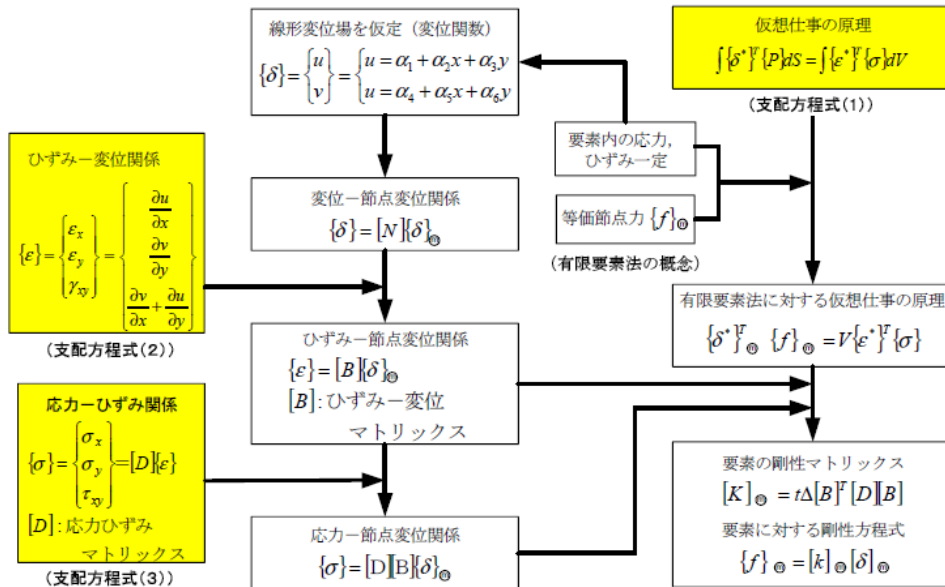 線形変位場を仮定（変位関数）
{δ}={u v}={u=α₁+α₂x+α₃y
u=α₄+α₅x+α₆y
仮想仕事の原理
∫{δ*}ᵀ{P}dS=∫{ε*}ᵀ{σ}dV
(支配方程式(1))
要素内の応力,
ひずみ一定
等価節点力 {f}ⓜ
(有限要素法の概念)
ひずみ－変位関係
{ε}={εx εy γxy}={∂u/∂x ∂v/∂y ∂v/∂x+∂u/∂y}
(支配方程式(2))
変位－節点変位関係
{δ}=[N]{δ}ⓜ
有限要素法に対する仮想仕事の原理
{δ*}ᵀⓜ {f}ⓜ=V{ε*}ᵀ{σ}
ひずみ－節点変位関係
{ε}=[B]{δ}ⓜ
[B]:ひずみ－変位
マトリックス
応力－ひずみ関係
{σ}={σx σy τxy}=[D]{ε}
[D]:応力ひずみ
マトリックス
(支配方程式(3))
応力－節点変位関係
{σ}=[D][B]{δ}ⓜ
要素の剛性マトリックス
[K]ⓜ=tΔ[B]ᵀ[D][B]
要素に対する剛性方程式
{f}ⓜ=[k]ⓜ[δ]ⓜ